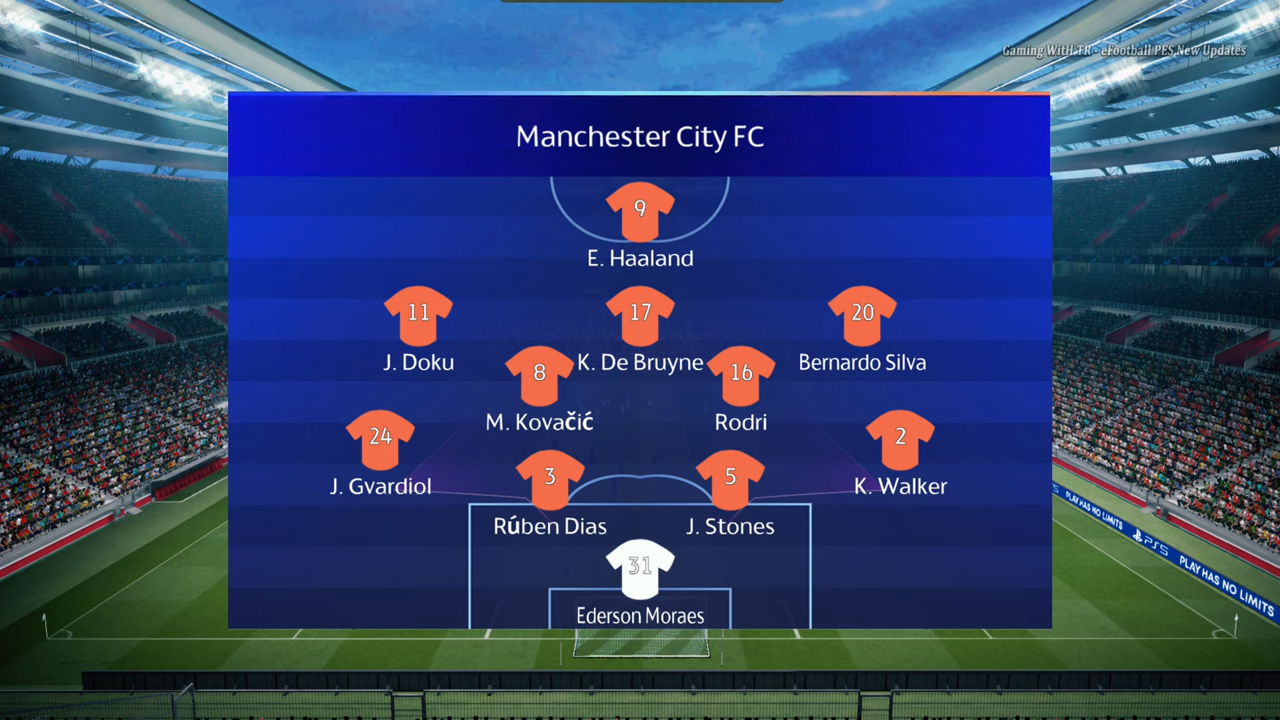 Gaming WitH TR - eFootball PES New Updates
Manchester City FC
9
E. Haaland
11
17
20
J. Doku
K. De Bruyne
Bernardo Silva
8
16
M. Kovačić
Rodri
24
2
J. Gvardiol
K. Walker
3
5
Rúben Dias
J. Stones
31
Ederson Moraes
PLAY HAS NO LIMITS
PS5
PLAY HAS NO LIMITS